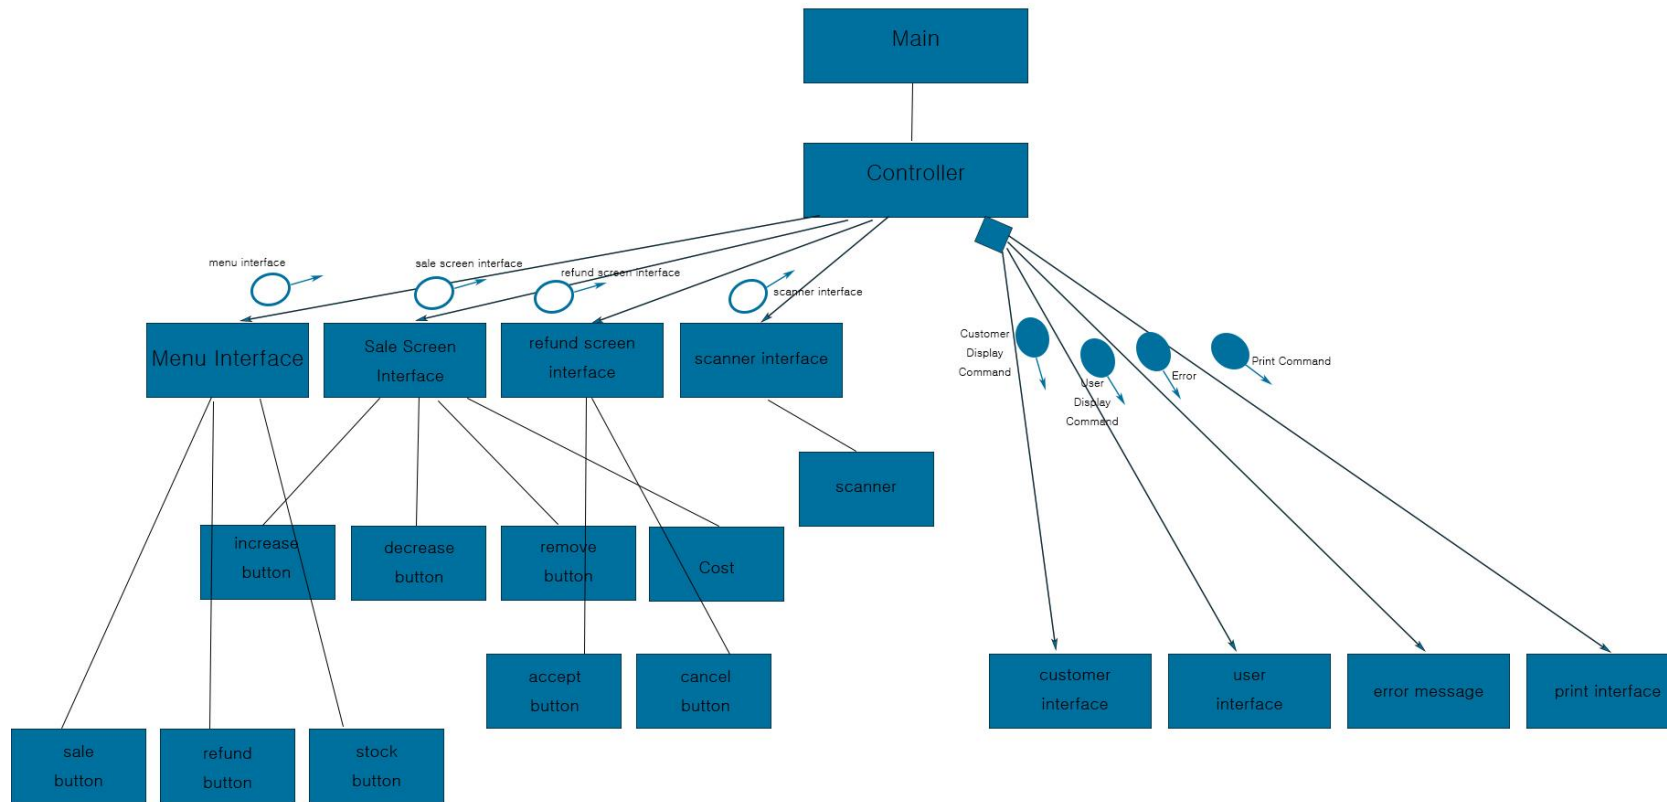 Main
Controller
menu interface
sale screen interface
refund screen interface
scanner interface
Menu Interface
Sale Screen
Interface
refund screen
interface
scanner interface
Customer
Display
Command
User
Display
Command
Error
Print Command
scanner
increase
button
decrease
button
remove
button
Cost
accept
button
cancel
button
customer
interface
user
interface
error message
print interface
sale
button
refund
button
stock
button